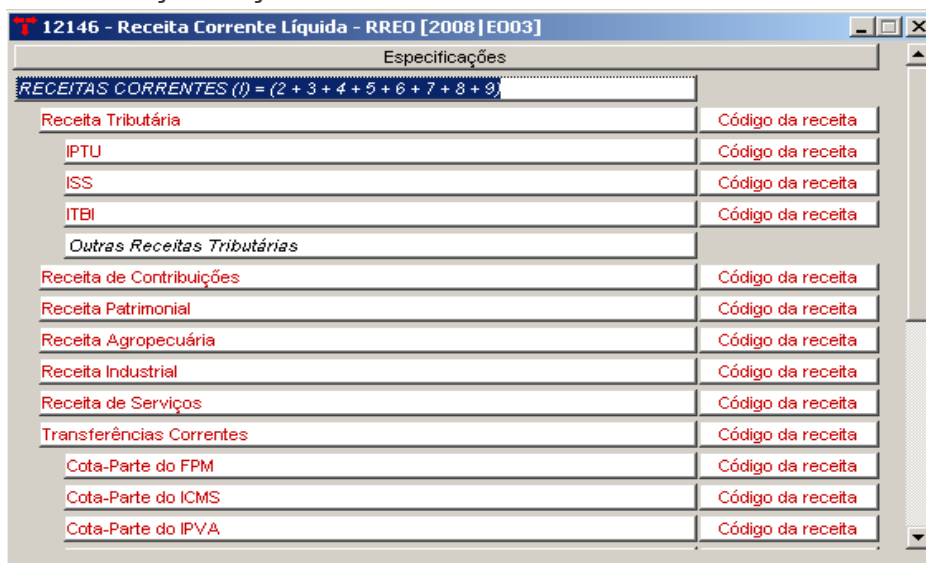 12146 - Receita Corrente Líquida - RREO [2008|EO03]
Especificações
RECEITAS CORRENTES (I) = (2 + 3 + 4 + 5 + 6 + 7 + 8 + 9)
Receita Tributária Código da receita
IPTU Código da receita
ISS Código da receita
ITBI Código da receita
Outras Receitas Tributárias
Receita de Contribuições Código da receita
Receita Patrimonial Código da receita
Receita Agropecuária Código da receita
Receita Industrial Código da receita
Receita de Serviços Código da receita
Transferências Correntes Código da receita
Cota-Parte do FPM Código da receita
Cota-Parte do ICMS Código da receita
Cota-Parte do IPVA Código da receita